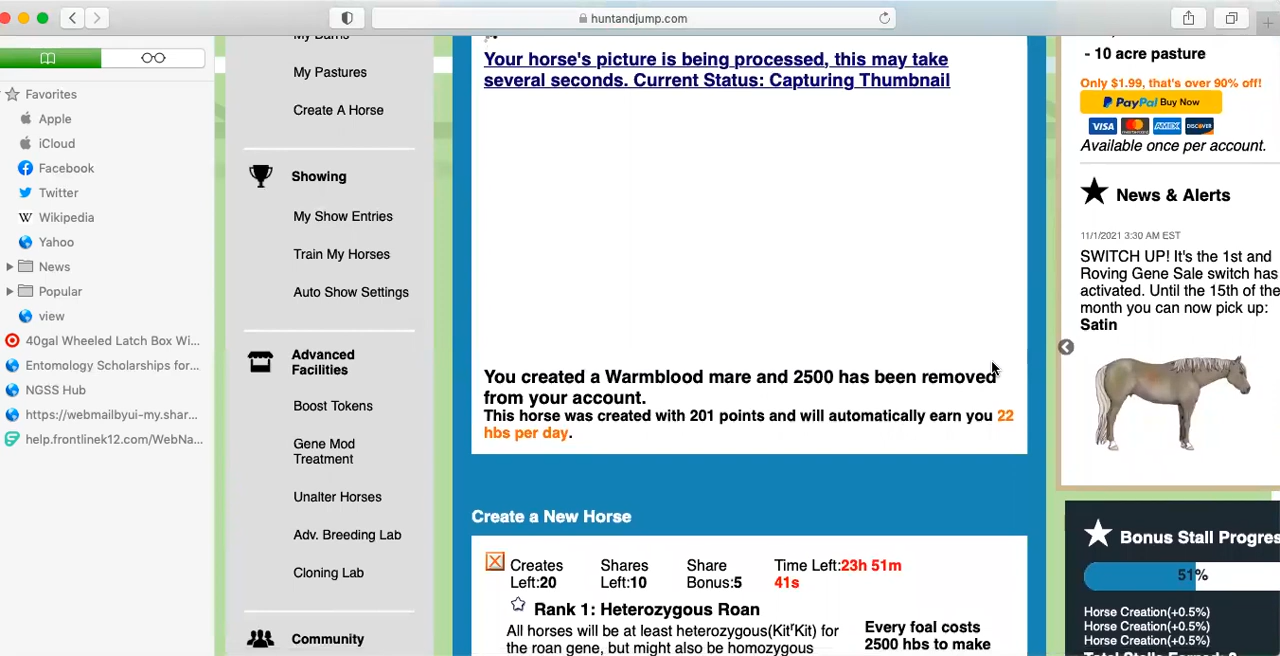 huntandjump.com
Favorites
Apple
iCloud
Facebook
Twitter
Wikipedia
Yahoo
News
Popular
view
40gal Wheeled Latch Box Wi...
Entomology Scholarships for...
NGSS Hub
https://webmailbyui-my.shar...
help.frontlinek12.com/WebNa...
My Barns
My Pastures
Create A Horse
Showing
My Show Entries
Train My Horses
Auto Show Settings
Advanced
Facilities
Boost Tokens
Gene Mod
Treatment
Unalter Horses
Adv. Breeding Lab
Cloning Lab
Community
Your horse's picture is being processed, this may take
several seconds. Current Status: Capturing Thumbnail
You created a Warmblood mare and 2500 has been removed
from your account.
This horse was created with 201 points and will automatically earn you 22
hbs per day.
Create a New Horse
Creates
Left:20
Shares
Left:10
Share
Bonus:5
Time Left:23h 51m
41s
Rank 1: Heterozygous Roan
All horses will be at least heterozygous(KitrKit) for
the roan gene, but might also be homozygous
Every foal costs
2500 hbs to make
- 10 acre pasture
Only $1.99, that's over 90% off!
PayPal Buy Now
VISA
AMEX
DISCOVER
Available once per account.
News & Alerts
11/1/2021 3:30 AM EST
SWITCH UP! It's the 1st and
Roving Gene Sale switch has
activated. Until the 15th of the
month you can now pick up:
Satin
Bonus Stall Progres
51%
Horse Creation(+0.5%)
Horse Creation(+0.5%)
Horse Creation(+0.5%)